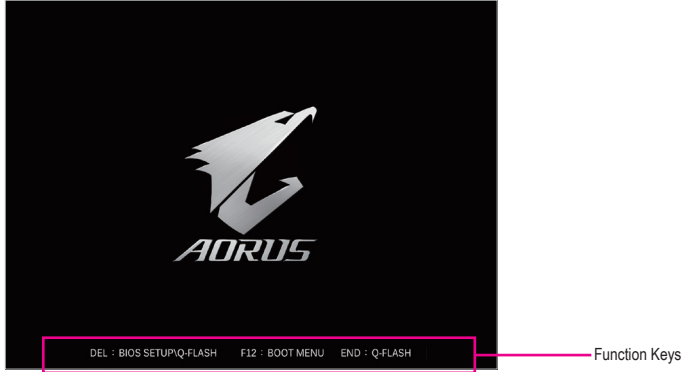 AORUS
DEL : BIOS SETUP\Q-FLASH F12 : BOOT MENU END : Q-FLASH
Function Keys